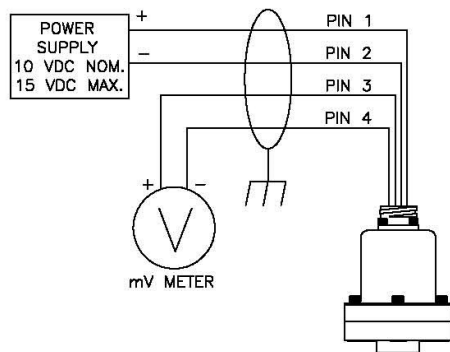 +
PIN 1
POWER
SUPPLY
10 VDC NOM.
15 VDC MAX.
−
PIN 2
PIN 3
PIN 4
+
−
V
mV METER